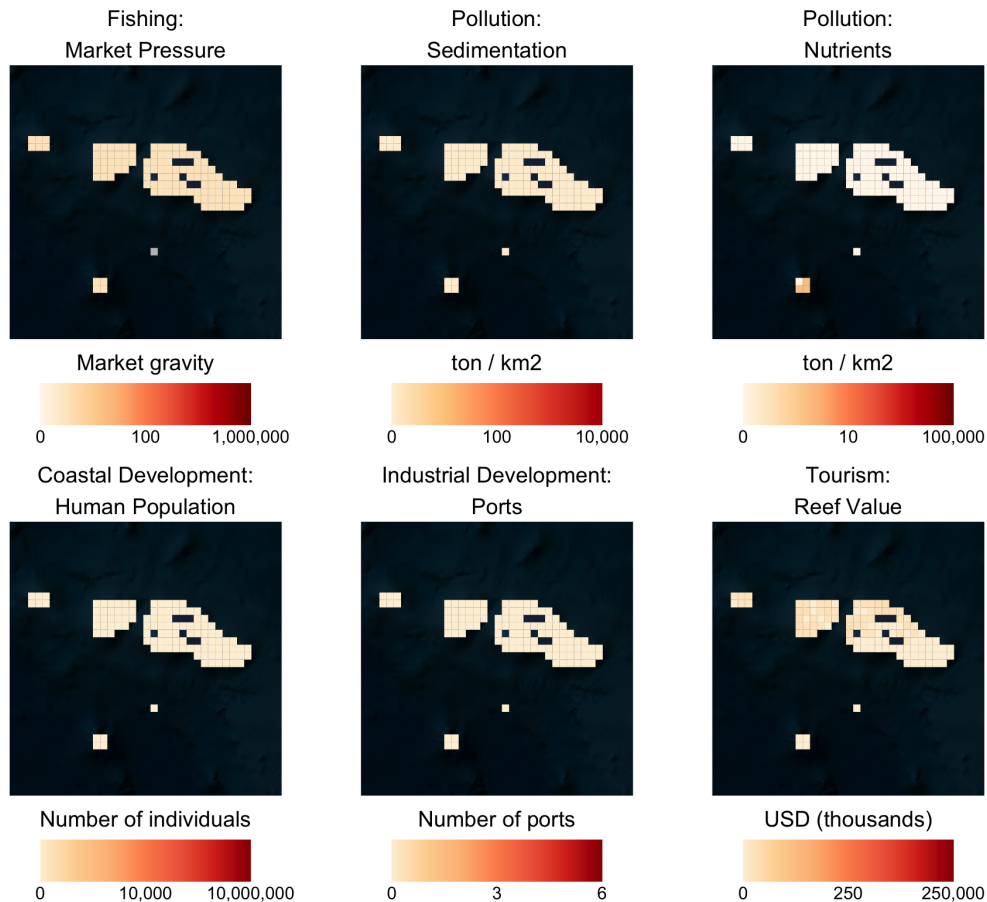 Fishing:
Market Pressure
Pollution:
Sedimentation
Pollution:
Nutrients
Market gravity
0 100 1,000,000
ton / km2
0 100 10,000
ton / km2
0 10 100,000
Coastal Development:
Human Population
Industrial Development:
Ports
Tourism:
Reef Value
Number of individuals
0 10,000 10,000,000
Number of ports
0 3 6
USD (thousands)
0 250 250,000